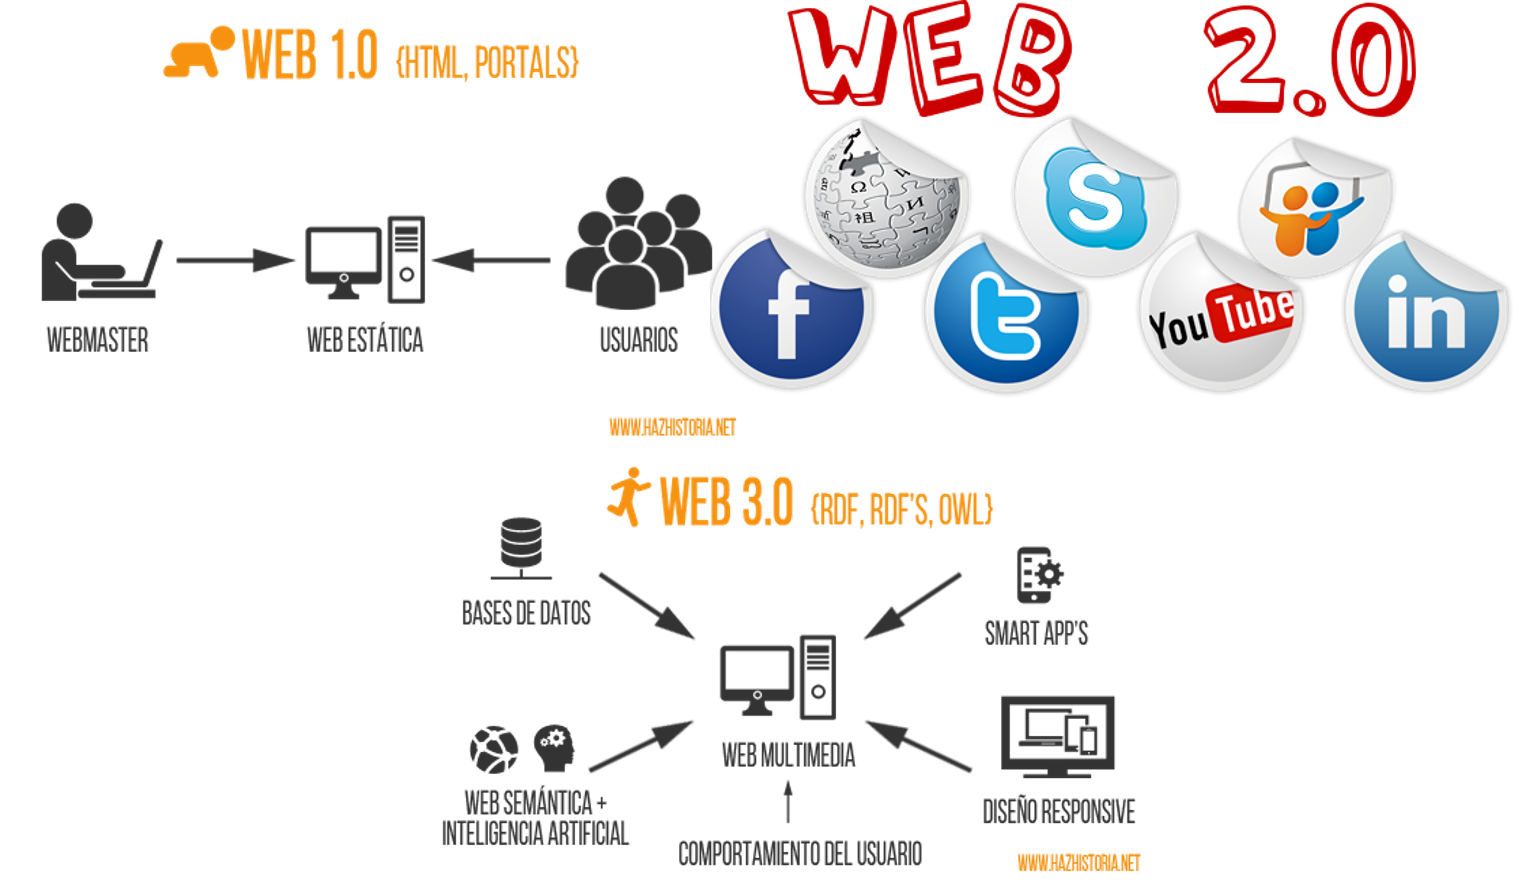 WEB 1.0 {HTML, PORTALS}
WEBMASTER
WEB ESTÁTICA
USUARIOS
WEB 2.0
Ω
И
W
S
f
t
You Tube
in
WWW.HAZHISTORIA.NET
WEB 3.0 {RDF, RDF'S, OWL}
BASES DE DATOS
SMART APP'S
WEB MULTIMEDIA
WEB SEMÁNTICA +
INTELIGENCIA ARTIFICIAL
DISEÑO RESPONSIVE
COMPORTAMIENTO DEL USUARIO
WWW.HAZHISTORIA.NET